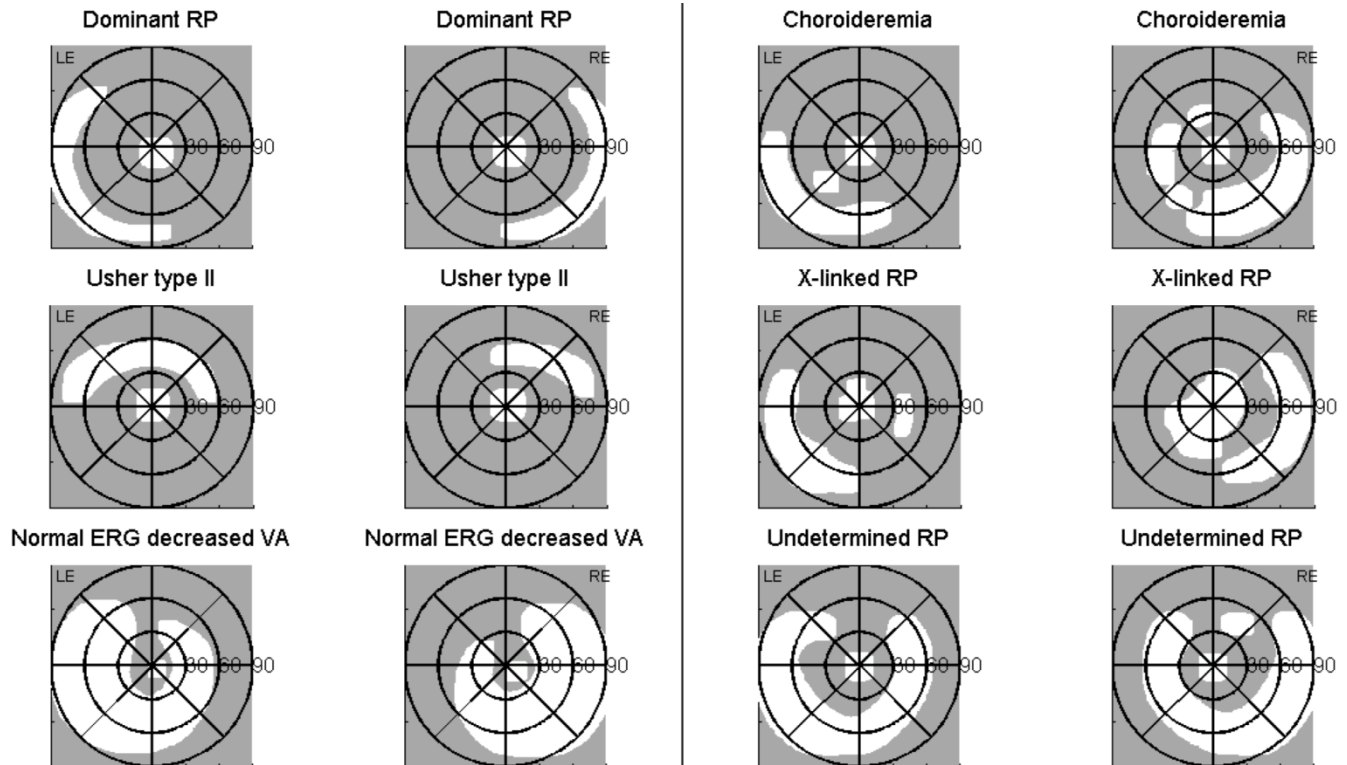 Dominant RP
Dominant RP
Choroideremia
Choroideremia
LE
30 60 90
RE
30 60 90
LE
30 60 90
RE
30 60 90
Usher type II
Usher type II
X-linked RP
X-linked RP
LE
30 60 90
RE
30 60 90
LE
30 60 90
RE
30 60 90
Normal ERG decreased VA
Normal ERG decreased VA
Undetermined RP
Undetermined RP
LE
30 60 90
RE
30 60 90
LE
30 60 90
RE
30 60 90